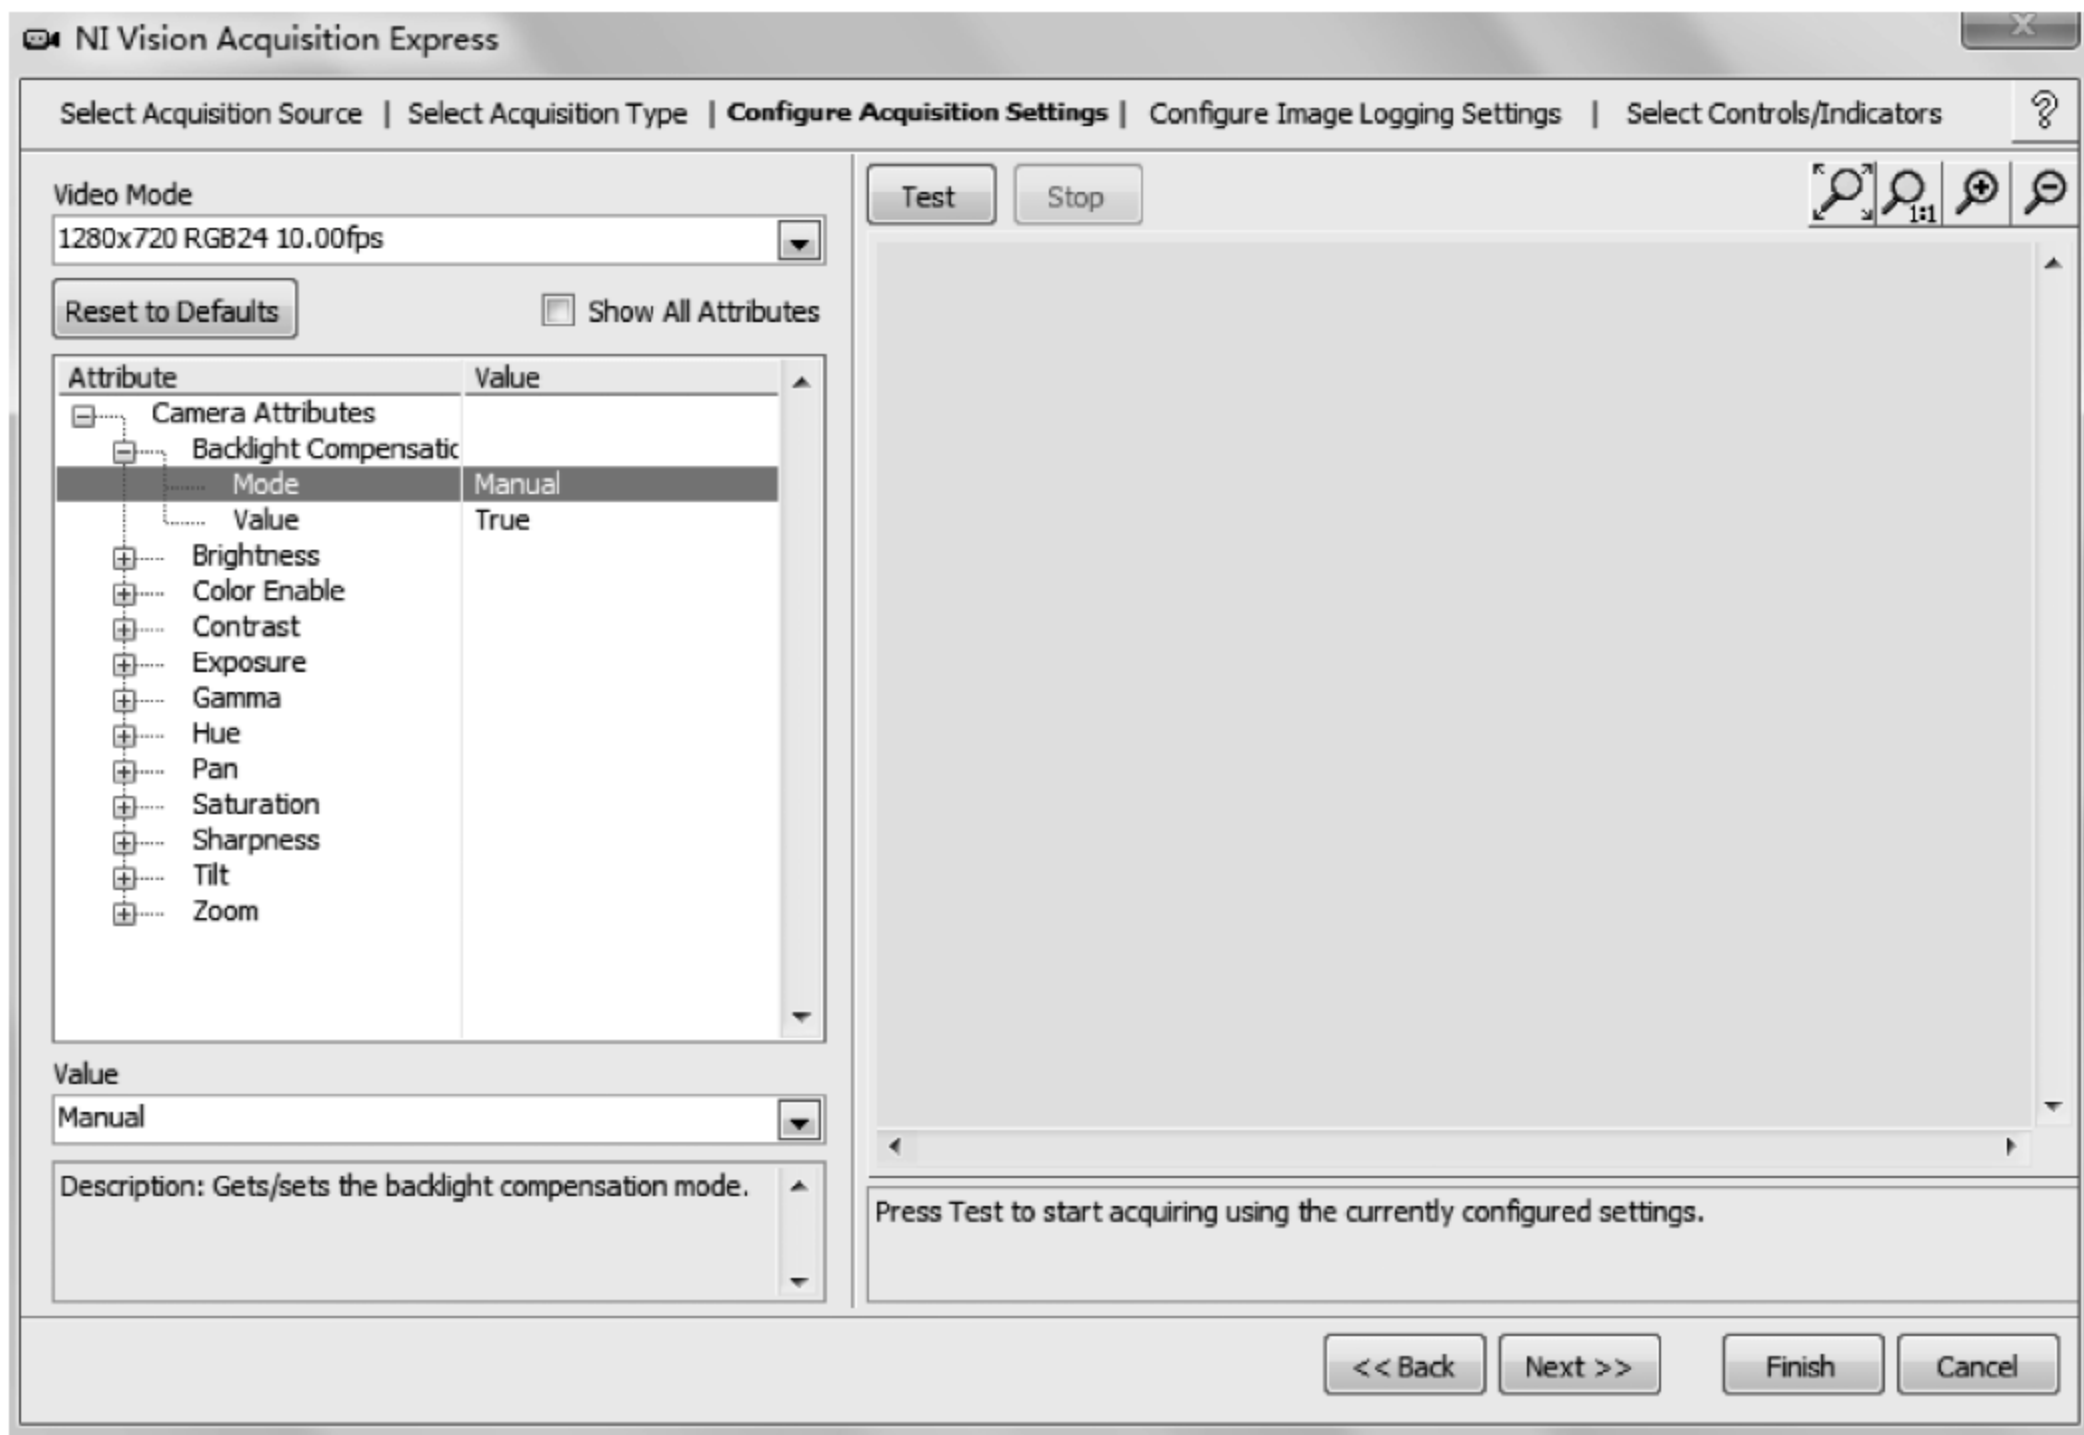 NI Vision Acquisition Express
Select Acquisition Source | Select Acquisition Type | Configure Acquisition Settings | Configure Image Logging Settings | Select Controls/Indicators
Video Mode
1280x720 RGB24 10.00fps
Reset to Defaults
Show All Attributes
Attribute Value
Camera Attributes
Backlight Compensatic
Mode Manual
Value True
Brightness
Color Enable
Contrast
Exposure
Gamma
Hue
Pan
Saturation
Sharpness
Tilt
Zoom
Value
Manual
Description: Gets/sets the backlight compensation mode.
Test Stop
1:1
Press Test to start acquiring using the currently configured settings.
<< Back Next >> Finish Cancel